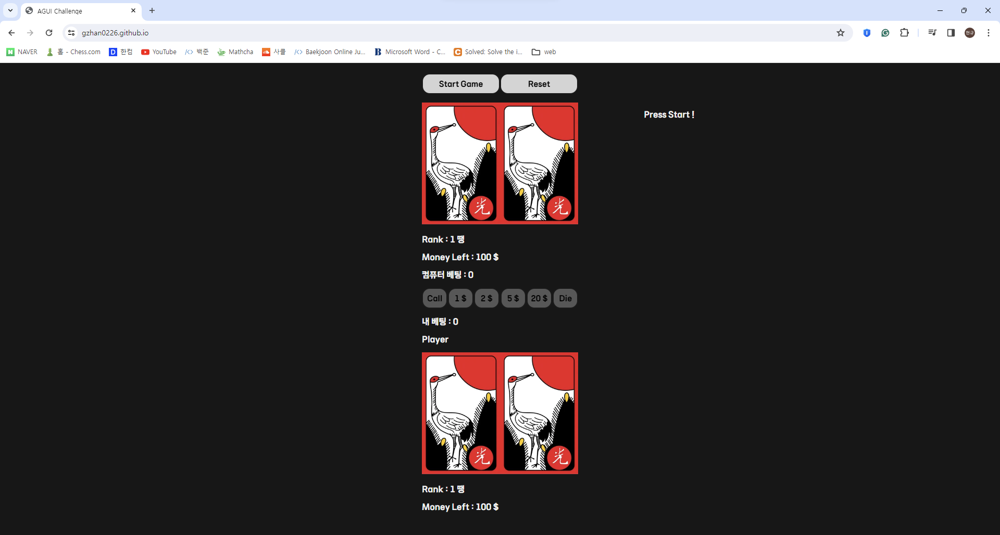 AGUI Challenge
gzhan0226.github.io
현규
NAVER
홈 - Chess.com
한컴
YouTube
백준
Mathcha
사클
Baekjoon Online Ju...
Microsoft Word - C...
Solved: Solve the i...
web
Start Game
Reset
Press Start !
光
光
Rank : 1 땡
Money Left : 100 $
컴퓨터 베팅 : 0
Call
1 $
2 $
5 $
20 $
Die
내 베팅 : 0
Player
光
光
Rank : 1 땡
Money Left : 100 $